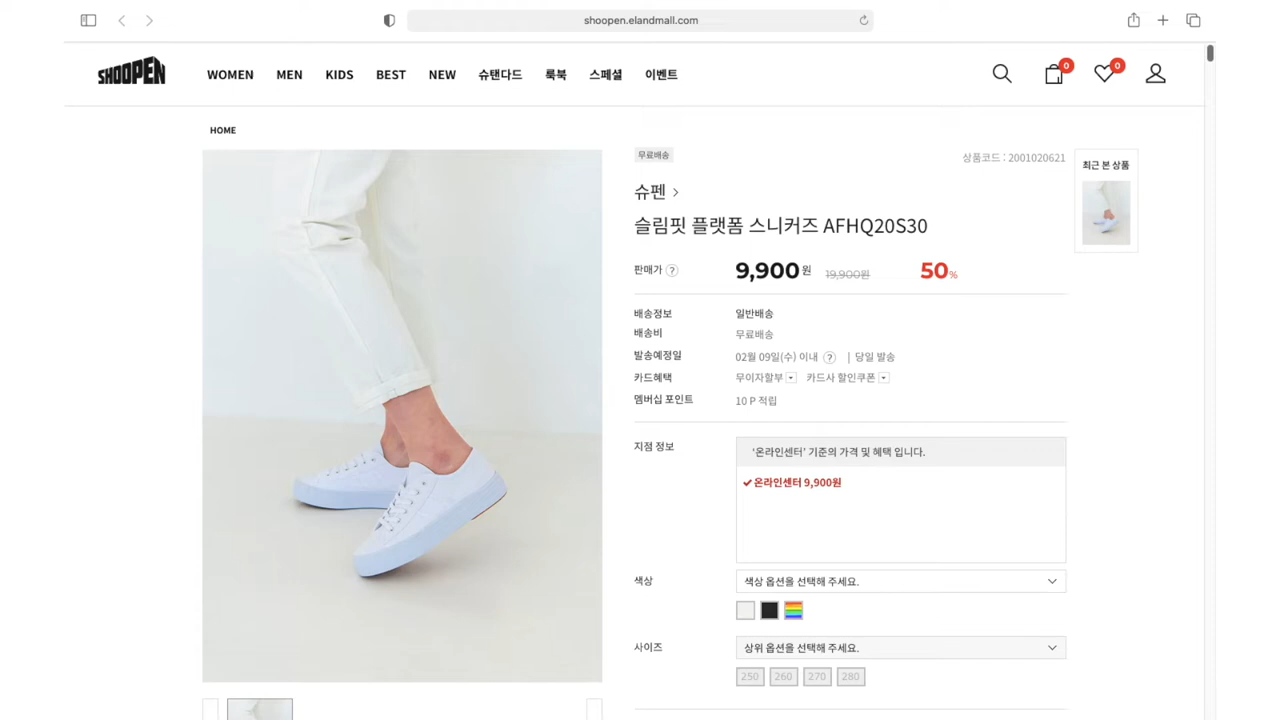 shoopen.elandmall.com
SHOOPEN WOMEN MEN KIDS BEST NEW 슈탠다드 룩북 스페셜 이벤트 0 0
HOME
무료배송 상품코드 : 2001020621 최근 본 상품
슈펜 >
슬림핏 플랫폼 스니커즈 AFHQ20S30
판매가 ? 9,900원 19,900원 50%
배송정보 일반배송
배송비 무료배송
발송예정일 02월 09일(수) 이내 ? | 당일 발송
카드혜택 무이자할부 카드사 할인쿠폰
멤버십 포인트 10 P 적립
지점 정보 '온라인센터' 기준의 가격 및 혜택 입니다.
온라인센터 9,900원
색상 색상 옵션을 선택해 주세요.
사이즈 상위 옵션을 선택해 주세요.
250 260 270 280